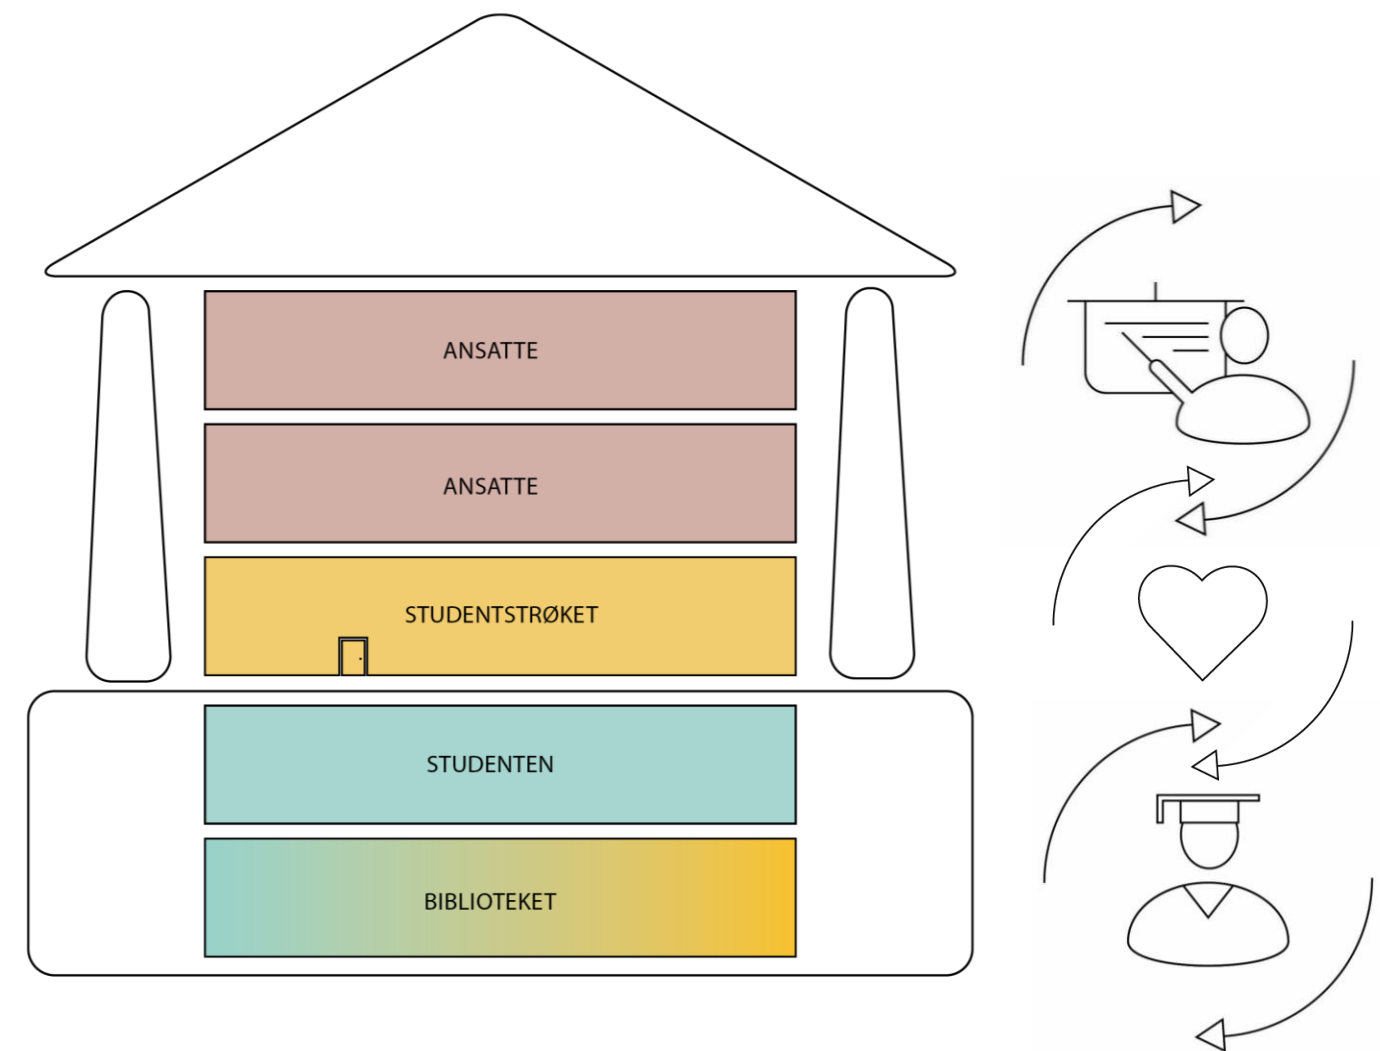 ANSATTE
ANSATTE
STUDENTSTRØKET
STUDENTEN
BIBLIOTEKET